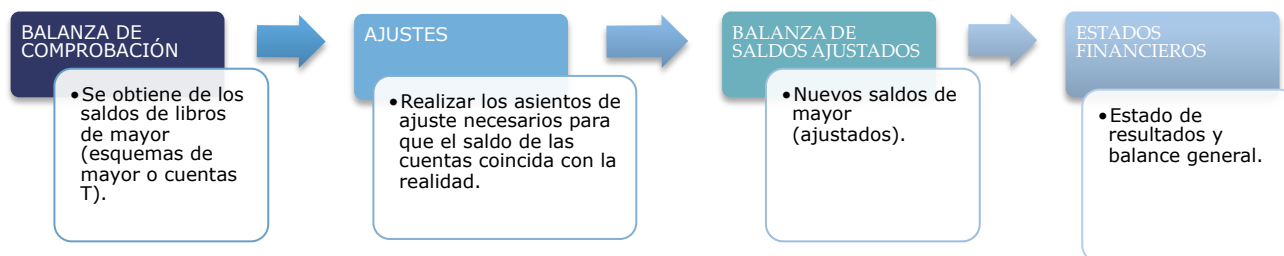 BALANZA DE
COMPROBACIÓN
•Se obtiene de los
saldos de libros
de mayor
(esquemas de
mayor o cuentas
T).
AJUSTES
•Realizar los asientos de
ajuste necesarios para
que el saldo de las
cuentas coincida con la
realidad.
BALANZA DE
SALDOS AJUSTADOS
•Nuevos saldos de
mayor
(ajustados).
ESTADOS
FINANCIEROS
•Estado de
resultados y
balance general.